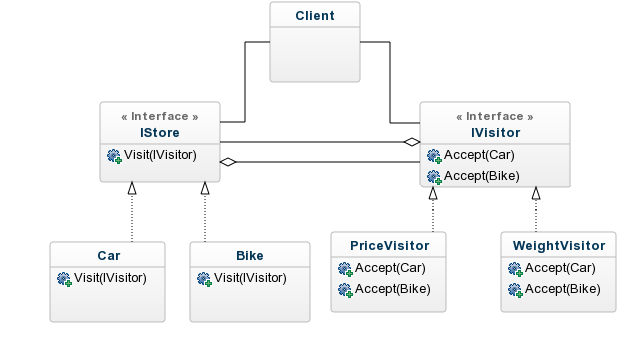 Client
« Interface »
IStore
Visit(IVisitor)
« Interface »
IVisitor
Accept(Car)
Accept(Bike)
Car
Visit(IVisitor)
Bike
Visit(IVisitor)
PriceVisitor
Accept(Car)
Accept(Bike)
WeightVisitor
Accept(Car)
Accept(Bike)